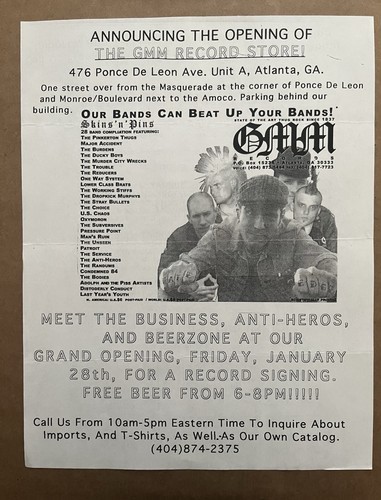 ANNOUNCING THE OPENING OF
THE GMM RECORD STORE!
476 Ponce De Leon Ave. Unit A, Atlanta, GA.
One street over from the Masquerade at the corner of Ponce De Leon
and Monroe/Boulevard next to the Amoco. Parking behind our
building.
Our Bands Can Beat Up Your Bands!
Skins'n'Pins
28 band compilation featuring:
The Pinkerton Thugs
Major Accident
The Burdens
The Ducky Boys
The Murder City Wrecks
The Trouble
The Reducers
One Way System
Lower Class Brats
The Working Stiffs
The Dropkick Murphys
The Stray Bullets
The Choice
U.S. Chaos
Oxymoron
The Subversives
Pressure Point
Man's Ruin
The Unseen
Patriot
The Service
The Anti-Heros
The Randumbs
Condemned 84
The Bodies
Adolph and the Piss Artists
Distoderly Conduct
Last Year's Youth
GMM
RECORDS
MEET THE BUSINESS, ANTI-HEROS,
AND BEERZONE AT OUR
GRAND OPENING, FRIDAY, JANUARY
28th, FOR A RECORD SIGNING.
FREE BEER FROM 6-8PM!!!!!
Call Us From 10am-5pm Eastern Time To Inquire About
Imports, And T-Shirts, As Well As Our Own Catalog.
(404)874-2375